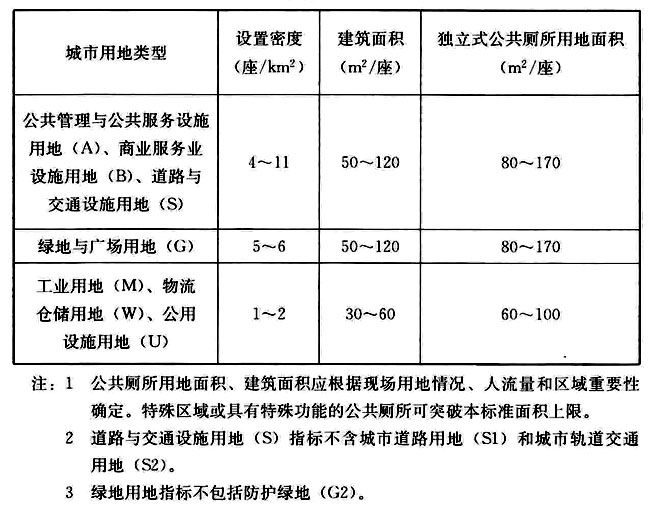 城市用地类型
设置密度
（座/km²）
建筑面积
（m²/座）
独立式公共厕所用地面积
（m²/座）
公共管理与公共服务设施
用地（A）、商业服务业
设施用地（B）、道路与
交通设施用地（S）
4～11
50～120
80～170
绿地与广场用地（G）
5～6
50～120
80～170
工业用地（M）、物流
仓储用地（W）、公用
设施用地（U）
1～2
30～60
60～100
注：1 公共厕所用地面积、建筑面积应根据现场用地情况、人流量和区域重要性
确定。特殊区域或具有特殊功能的公共厕所可突破本标准面积上限。
2 道路与交通设施用地（S）指标不含城市道路用地（S1）和城市轨道交通
用地（S2）。
3 绿地用地指标不包括防护绿地（G2）。